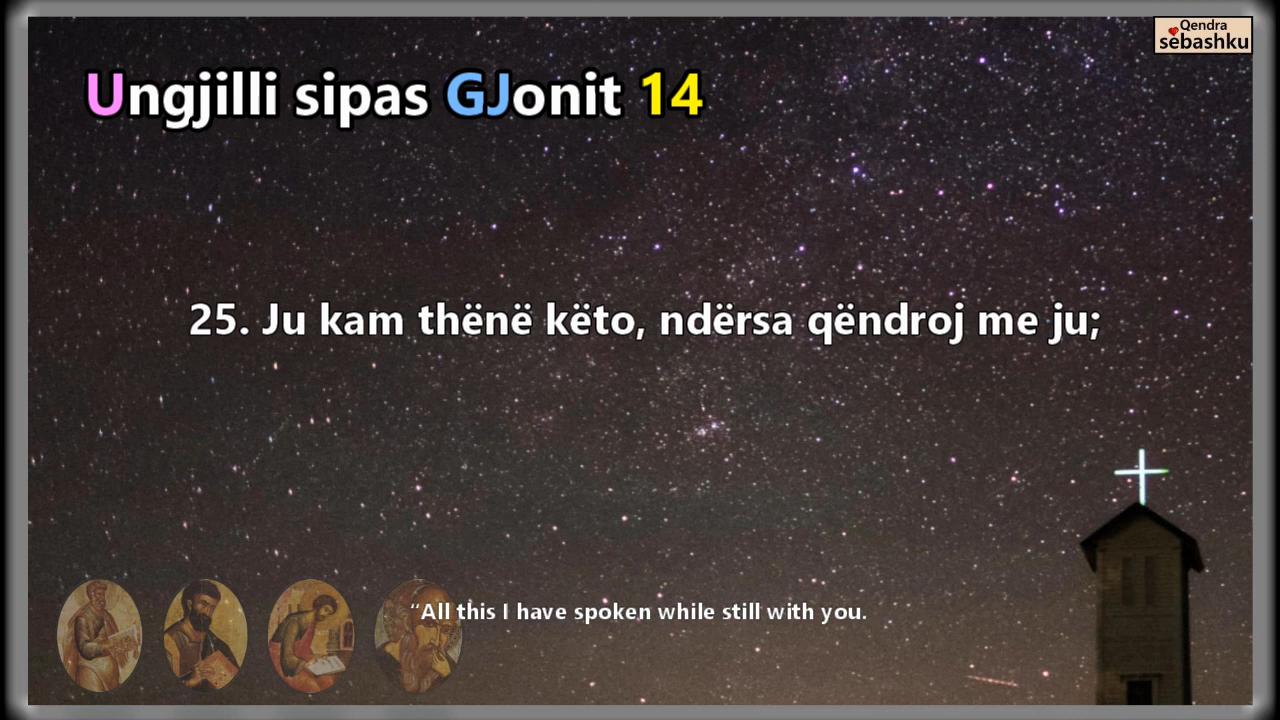 Qendra
sëbashku
Ungjilli sipas GJonit 14
25. Ju kam thënë këto, ndërsa qëndroj me ju;
“All this I have spoken while still with you.